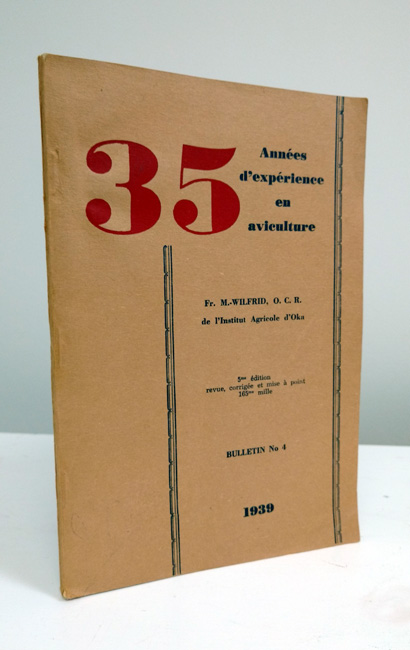 35
Années
d'expérience
en
aviculture
Fr. M.-WILFRID, O. C. R.
de l'Institut Agricole d'Oka
5me édition
revue, corrigée et mise à point
165me mille
BULLETIN No 4
1939